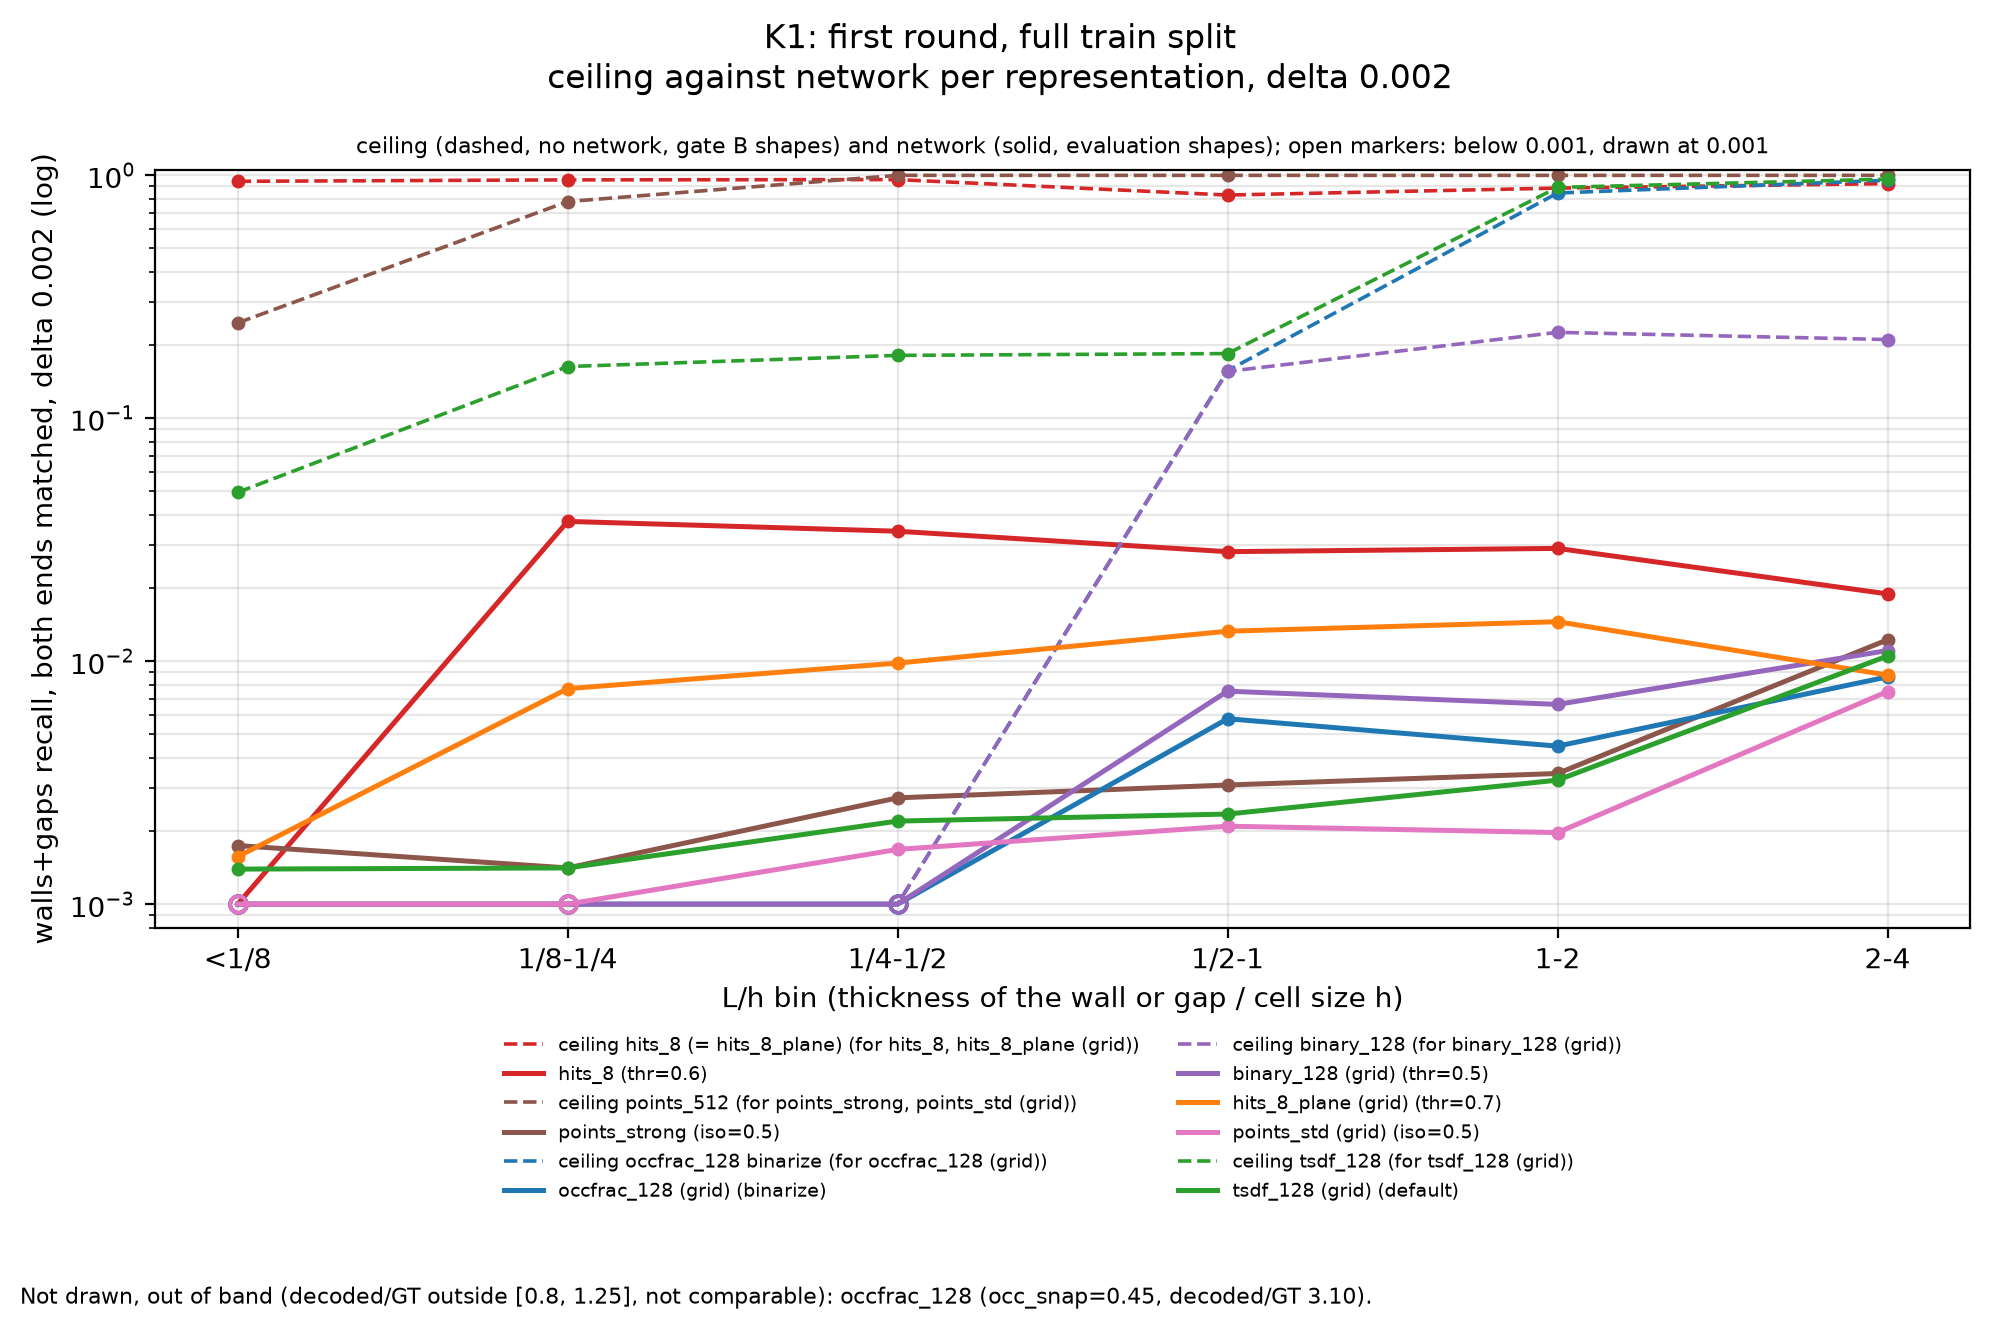 K1: first round, full train split
ceiling against network per representation, delta 0.002
ceiling (dashed, no network, gate B shapes) and network (solid, evaluation shapes); open markers: below 0.001, drawn at 0.001
walls+gaps recall, both ends matched, delta 0.002 (log)
10⁰
10⁻¹
10⁻²
10⁻³
<1/8 1/8-1/4 1/4-1/2 1/2-1 1-2 2-4
L/h bin (thickness of the wall or gap / cell size h)
ceiling hits_8 (= hits_8_plane) (for hits_8, hits_8_plane (grid))
hits_8 (thr=0.6)
ceiling points_512 (for points_strong, points_std (grid))
points_strong (iso=0.5)
ceiling occfrac_128 binarize (for occfrac_128 (grid))
occfrac_128 (grid) (binarize)
ceiling binary_128 (for binary_128 (grid))
binary_128 (grid) (thr=0.5)
hits_8_plane (grid) (thr=0.7)
points_std (grid) (iso=0.5)
ceiling tsdf_128 (for tsdf_128 (grid))
tsdf_128 (grid) (default)
Not drawn, out of band (decoded/GT outside [0.8, 1.25], not comparable): occfrac_128 (occ_snap=0.45, decoded/GT 3.10).